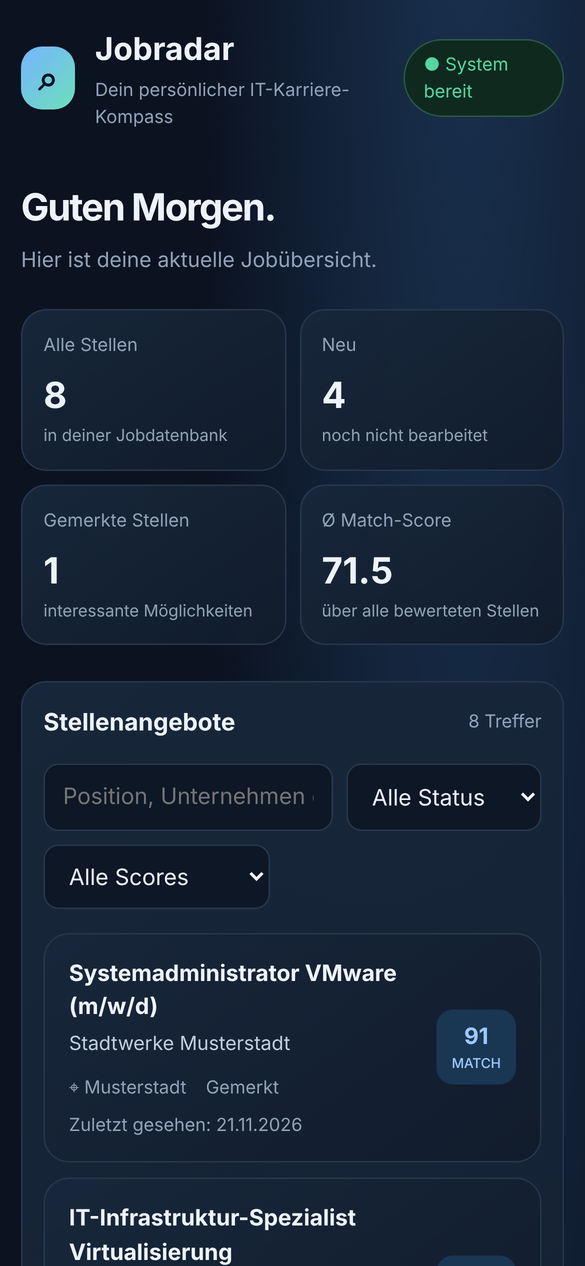 Jobradar
Dein persönlicher IT-Karriere-
Kompass
System
bereit
Guten Morgen.
Hier ist deine aktuelle Jobübersicht.
Alle Stellen
8
in deiner Jobdatenbank
Neu
4
noch nicht bearbeitet
Gemerkte Stellen
1
interessante Möglichkeiten
Ø Match-Score
71.5
über alle bewerteten Stellen
Stellenangebote
8 Treffer
Position, Unternehmen
Alle Status
Alle Scores
Systemadministrator VMware
(m/w/d)
Stadtwerke Musterstadt
91
MATCH
⌖ Musterstadt Gemerkt
Zuletzt gesehen: 21.11.2026
IT-Infrastruktur-Spezialist
Virtualisierung